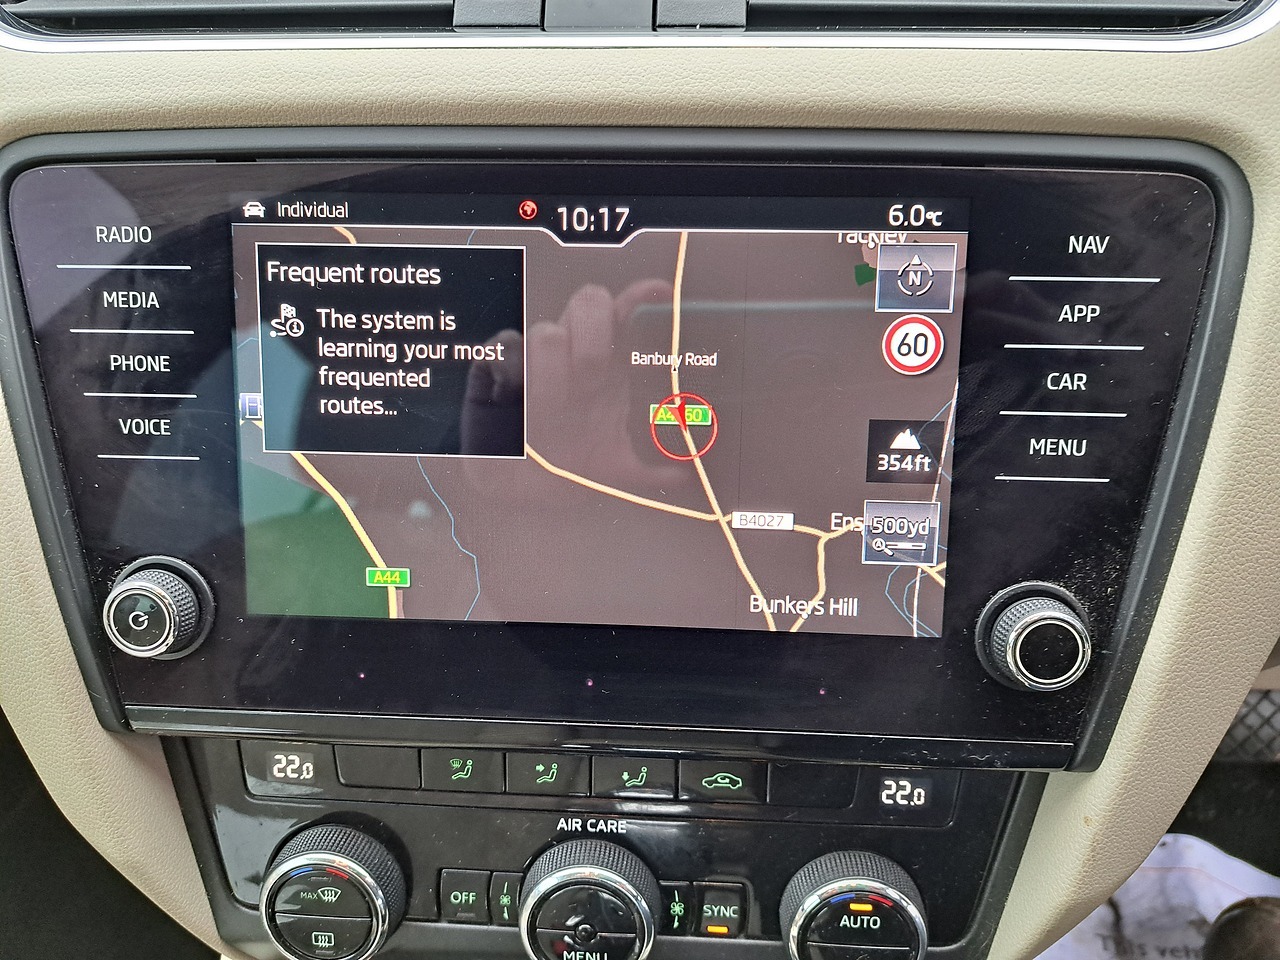 Individual
10:17
6.0°C
RADIO
MEDIA
PHONE
VOICE
Frequent routes
The system is
learning your most
frequented
routes...
Tackley
N
60
Banbury Road
354ft
B4027
500yd
A44
Bunkers Hill
NAV
APP
CAR
MENU
22.0
22.0
AIR CARE
MAX
OFF
SYNC
AUTO
MENU
This